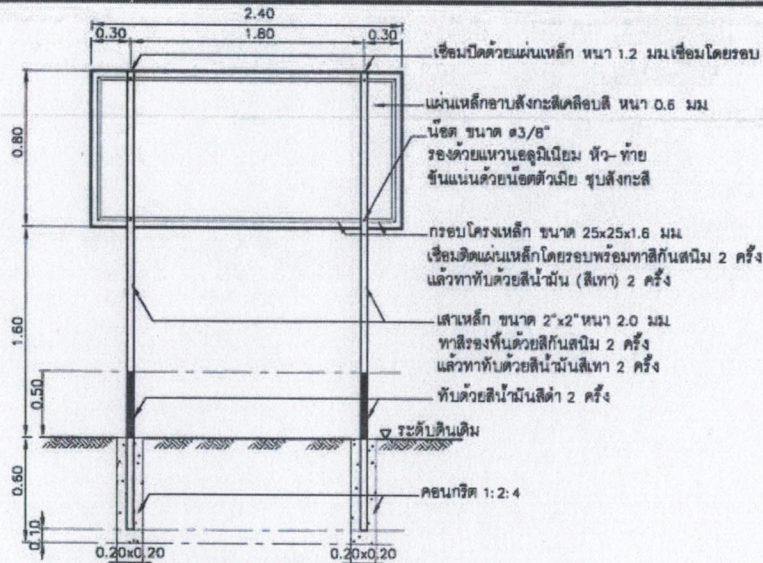 2.40
0.30 1.80 0.30
เชื่อมปิดด้วยแผ่นเหล็ก หนา 1.2 มม.เชื่อมโดยรอบ
แผ่นเหล็กอาบสังกะสีเคลือบสี หนา 0.6 มม
น๊อต ขนาด ø3/8"
รองด้วยแหวนอลูมิเนียม หัว-ท้าย
ขันแน่นด้วยน๊อตตัวเมีย ชุบสังกะสี
0.80
กรอบโครงเหล็ก ขนาด 25x25x1.6 มม
เชื่อมติดแผ่นเหล็กโดยรอบพร้อมทาสีกันสนิม 2 ครั้ง
แล้วทาทับด้วยสีน้ำมัน (สีเทา) 2 ครั้ง
1.60
เสาเหล็ก ขนาด 2"x2" หนา 2.0 มม
ทาสีรองพื้นด้วยสีกันสนิม 2 ครั้ง
แล้วทาทับด้วยสีน้ำมันสีเทา 2 ครั้ง
0.50
ทับด้วยสีน้ำมันสีดำ 2 ครั้ง
ระดับดินเดิม
0.60
คอนกรีต 1:2:4
0.10
0.20x0.20 0.20x0.20